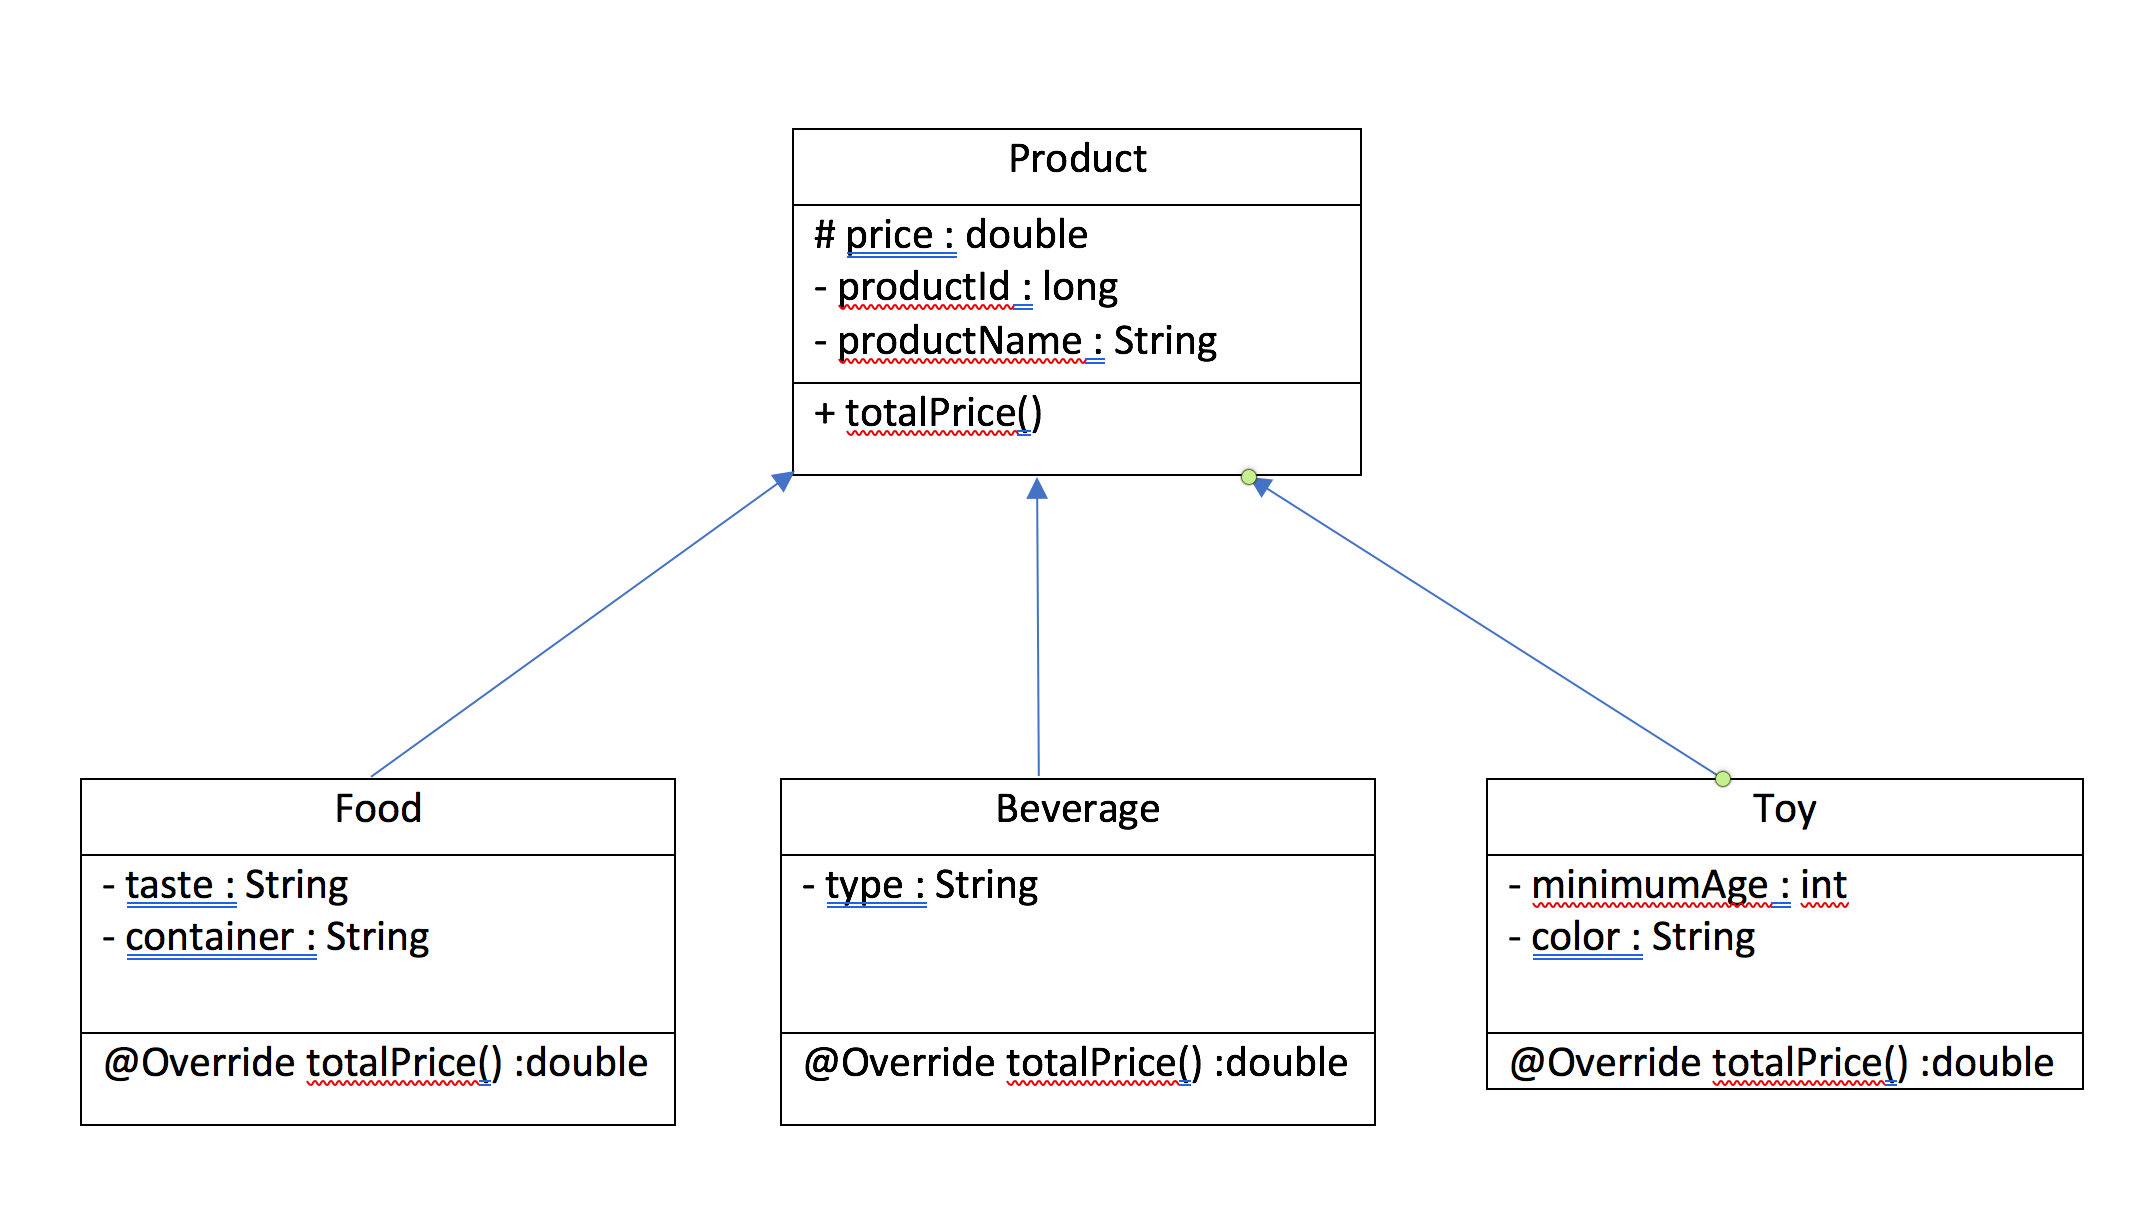 Product
# price : double
- productId : long
- productName : String
+ totalPrice()
Food
- taste : String
- container : String
@Override totalPrice() :double
Beverage
- type : String
@Override totalPrice() :double
Toy
- minimumAge : int
- color : String
@Override totalPrice() :double